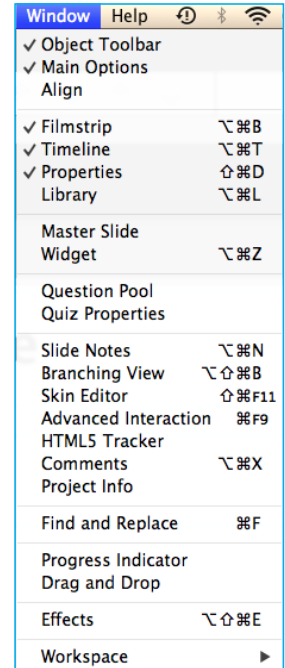 Window Help
✓ Object Toolbar
✓ Main Options
Align
✓ Filmstrip ⌥⌘B
✓ Timeline ⌥⌘T
✓ Properties ⇧⌘D
Library ⌥⌘L
Master Slide
Widget ⌥⌘Z
Question Pool
Quiz Properties
Slide Notes ⌥⌘N
Branching View ⌥⇧⌘B
Skin Editor ⇧⌘F11
Advanced Interaction ⌘F9
HTML5 Tracker
Comments ⌥⌘X
Project Info
Find and Replace ⌘F
Progress Indicator
Drag and Drop
Effects ⌥⇧⌘E
Workspace ▶